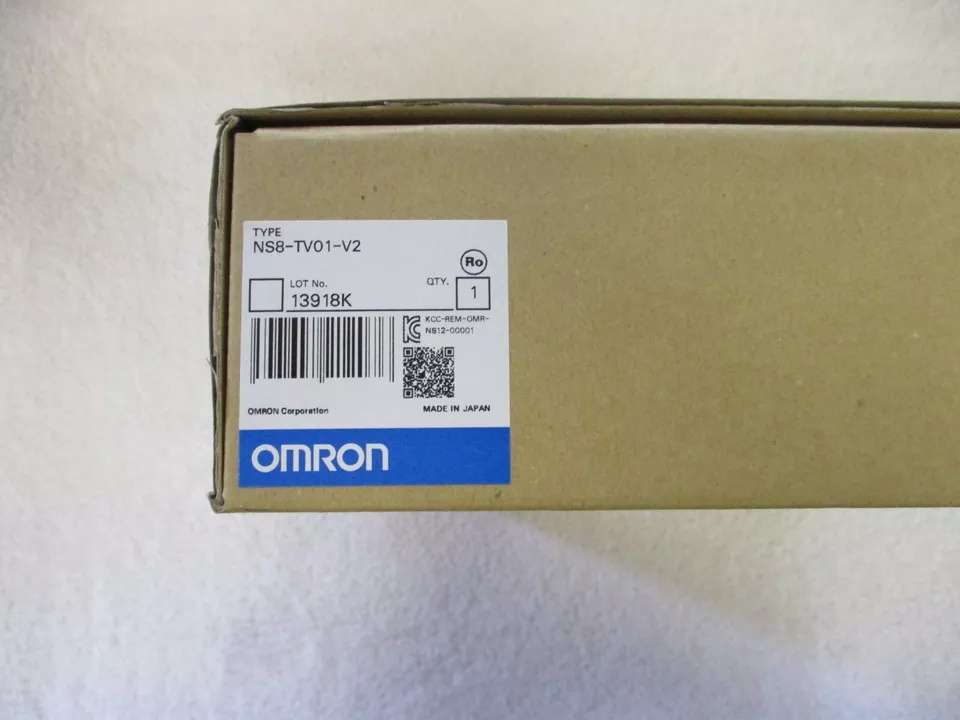 TYPE
NS8-TV01-V2
Ro
LOT No.
QTY.
13918K
1
KCC-REM-OMR-
NS12-00001
OMRON Corporation
MADE IN JAPAN
OMRON